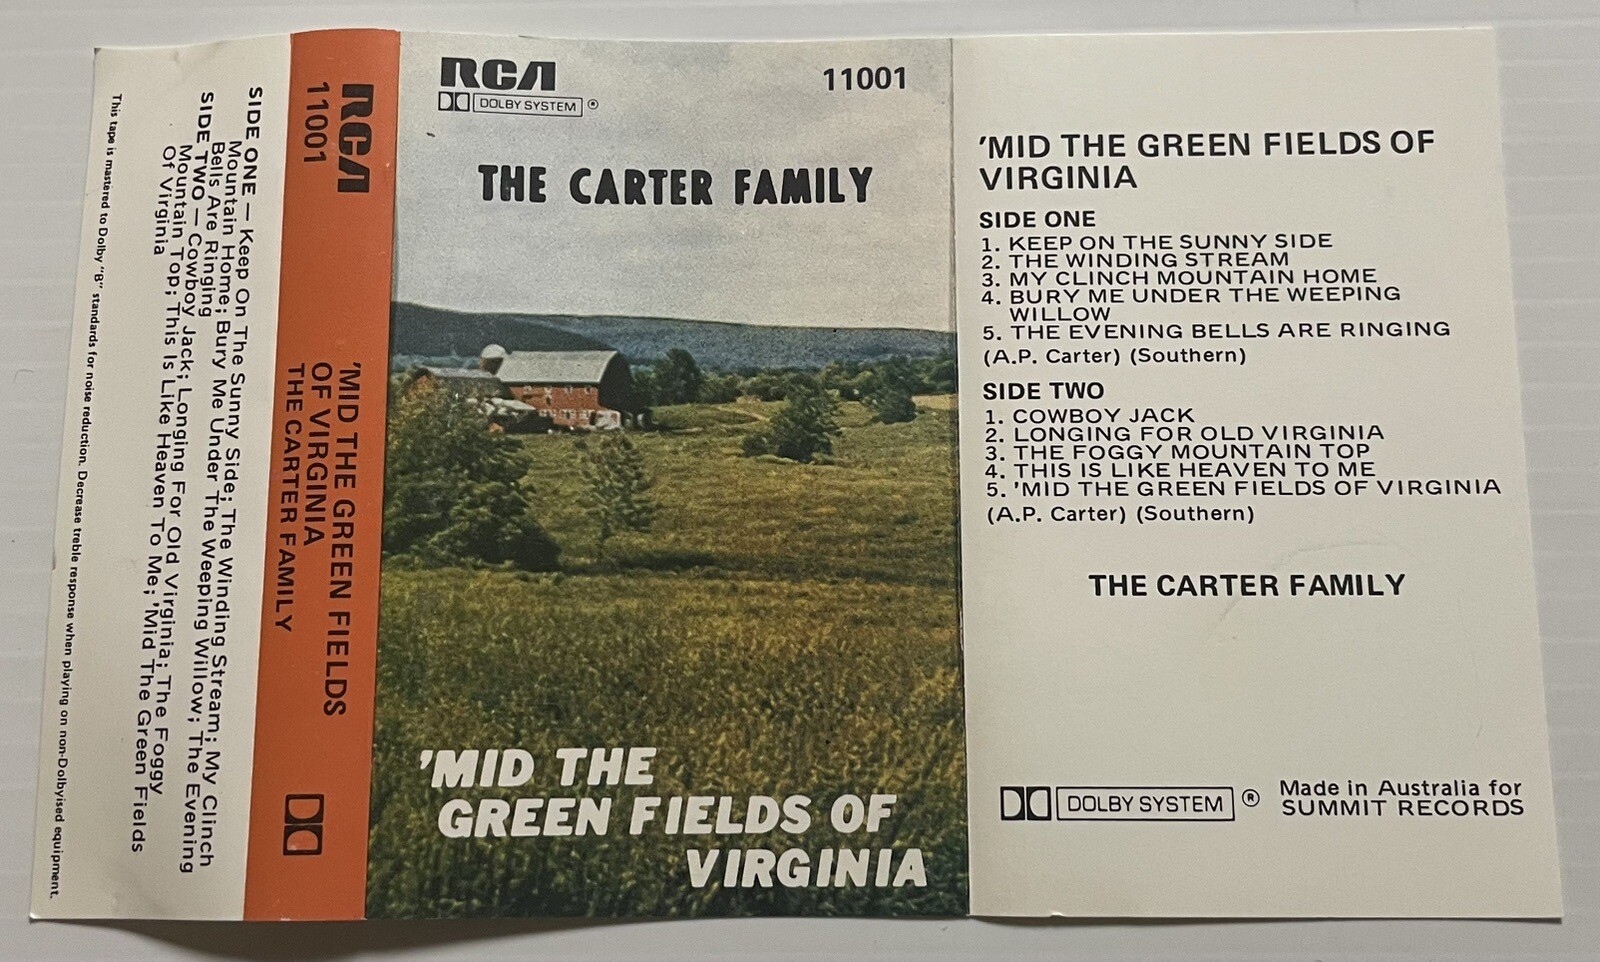 This tape is mastered to Dolby "B" standards for noise reduction. Decrease treble response when playing on non-Dolbyised equipment.
SIDE ONE — Keep On The Sunny Side; The Winding Stream; My Clinch
Mountain Home; Bury Me Under The Weeping Willow; The Evening
Bells Are Ringing
SIDE TWO — Cowboy Jack; Longing For Old Virginia; The Foggy
Mountain Top; This Is Like Heaven To Me; 'Mid The Green Fields
Of Virginia
RCA
11001
'MID THE GREEN FIELDS
OF VIRGINIA
THE CARTER FAMILY
RCA
11001
DOLBY SYSTEM ®
THE CARTER FAMILY
'MID THE
GREEN FIELDS OF
VIRGINIA
'MID THE GREEN FIELDS OF
VIRGINIA
SIDE ONE
1. KEEP ON THE SUNNY SIDE
2. THE WINDING STREAM
3. MY CLINCH MOUNTAIN HOME
4. BURY ME UNDER THE WEEPING
WILLOW
5. THE EVENING BELLS ARE RINGING
(A.P. Carter) (Southern)
SIDE TWO
1. COWBOY JACK
2. LONGING FOR OLD VIRGINIA
3. THE FOGGY MOUNTAIN TOP
4. THIS IS LIKE HEAVEN TO ME
5. 'MID THE GREEN FIELDS OF VIRGINIA
(A.P. Carter) (Southern)
THE CARTER FAMILY
DOLBY SYSTEM ®
Made in Australia for
SUMMIT RECORDS